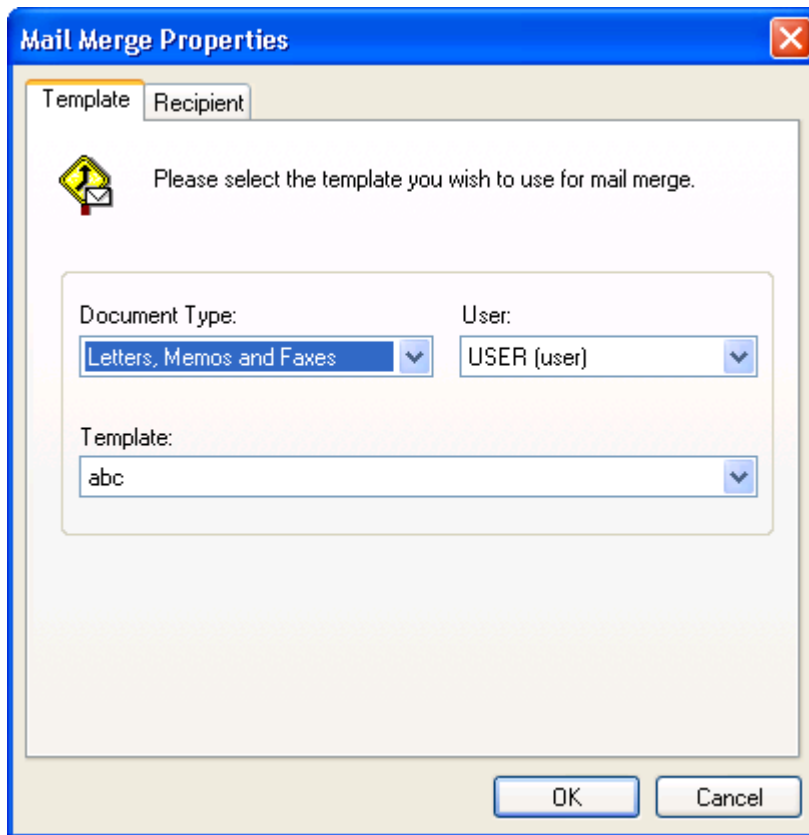 Mail Merge Properties
Template Recipient
Please select the template you wish to use for mail merge.
Document Type: User:
Letters, Memos and Faxes USER (user)
Template:
abc
OK Cancel